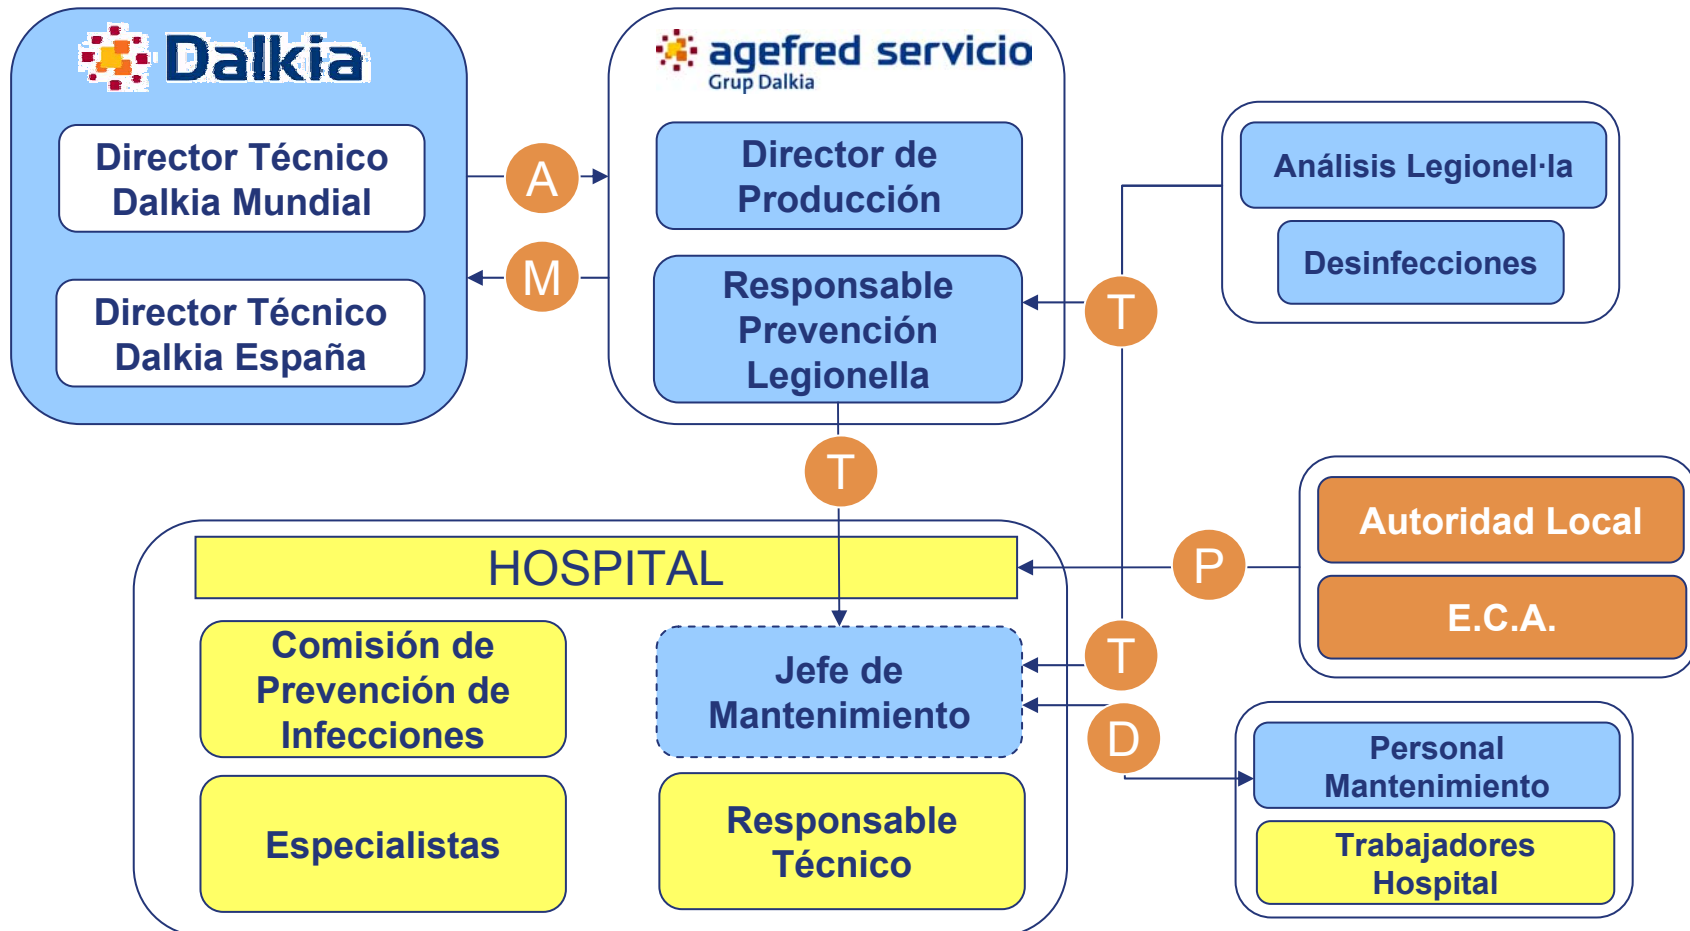 Dalkia
Director Técnico
Dalkia Mundial
Director Técnico
Dalkia España
A
M
agefred servicio
Grup Dalkia
Director de
Producción
Responsable
Prevención
Legionella
T
T
Análisis Legionel·la
Desinfecciones
HOSPITAL
Comisión de
Prevención de
Infecciones
Especialistas
Jefe de
Mantenimiento
Responsable
Técnico
P
T
D
Autoridad Local
E.C.A.
Personal
Mantenimiento
Trabajadores
Hospital